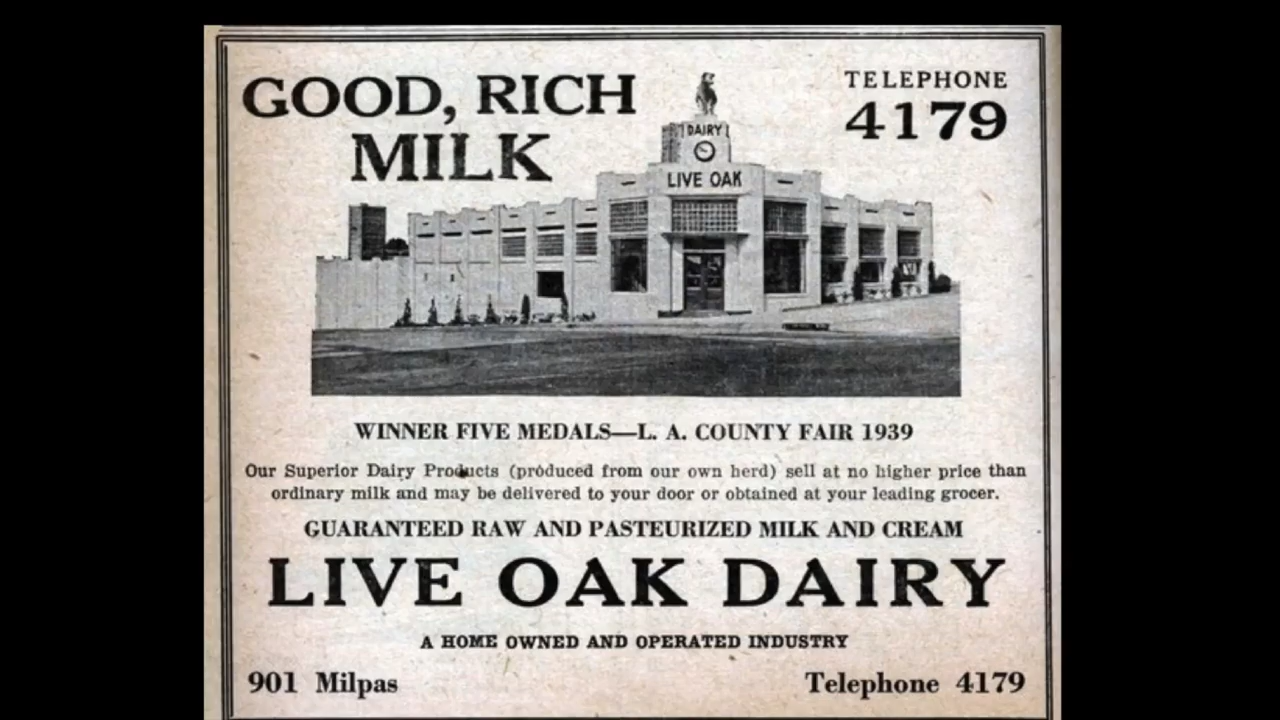 GOOD, RICH
MILK
TELEPHONE
4179
DAIRY
LIVE OAK
WINNER FIVE MEDALS—L. A. COUNTY FAIR 1939
Our Superior Dairy Products (produced from our own herd) sell at no higher price than
ordinary milk and may be delivered to your door or obtained at your leading grocer.
GUARANTEED RAW AND PASTEURIZED MILK AND CREAM
LIVE OAK DAIRY
A HOME OWNED AND OPERATED INDUSTRY
901 Milpas
Telephone 4179